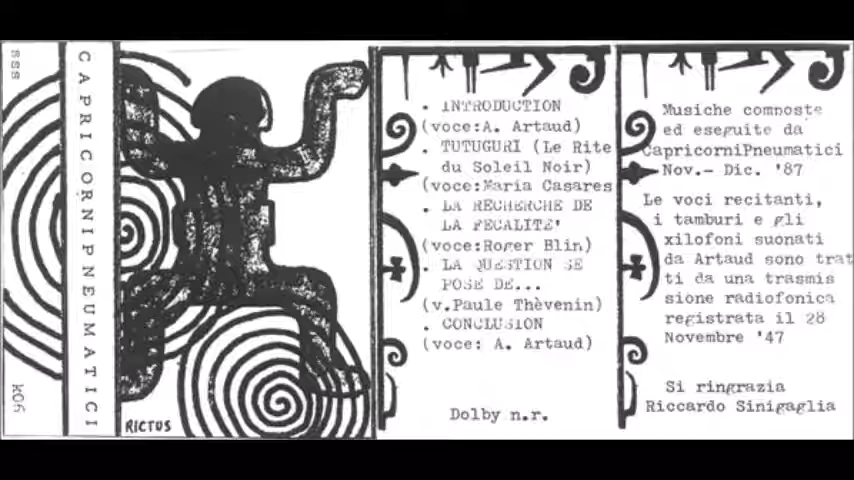 sss
CAPRICORNIPNEUMATICI
K06
RICTUS
. INTRODUCTION
(voce:A. Artaud)
. TUTUGURI (Le Rite
du Soleil Noir)
(voce:Maria Casares
. LA RECHERCHE DE
LA FECALITE'
(voce:Roger Blin)
. LA QUESTION SE
POSE DE...
(v.Paule Thèvenin)
. CONCLUSION
(voce: A. Artaud)
Dolby n.r.
Musiche composte
ed eseguite da
CapricorniPneumatici
Nov.- Dic. '87
Le voci recitanti,
i tamburi e gli
xilofoni suonati
da Artaud sono trat
ti da una trasmis
sione radiofonica
registrata il 28
Novembre '47
Si ringrazia
Riccardo Sinigaglia